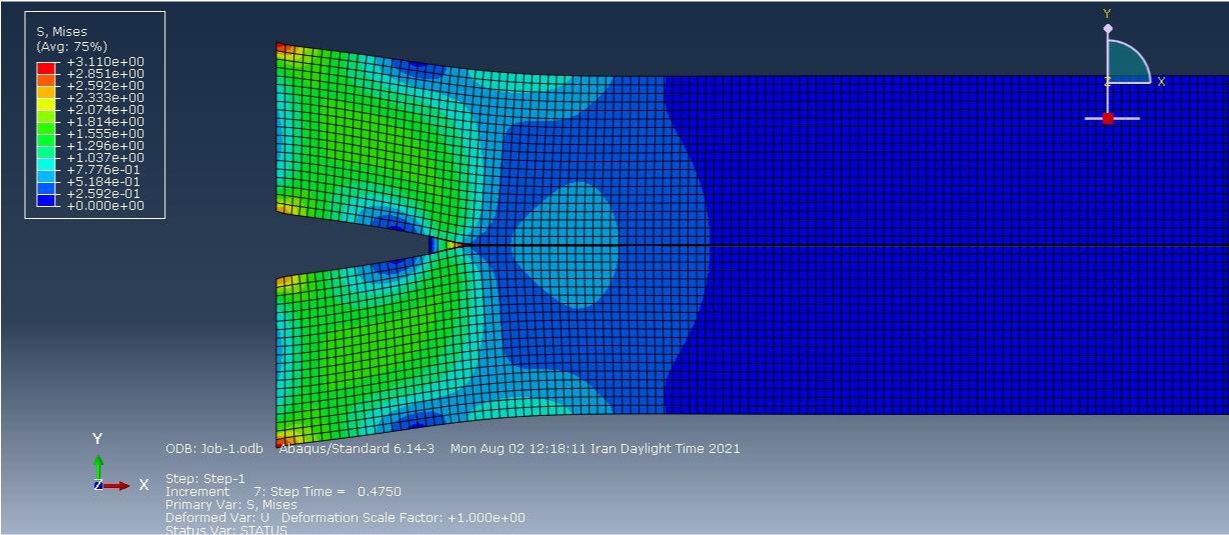 S, Mises
(Avg: 75%)
+3.110e+00
+2.851e+00
+2.592e+00
+2.333e+00
+2.074e+00
+1.814e+00
+1.555e+00
+1.296e+00
+1.037e+00
+7.776e-01
+5.184e-01
+2.592e-01
+0.000e+00
Y
Z
X
Y
Z
X
ODB: Job-1.odb Abaqus/Standard 6.14-3 Mon Aug 02 12:18:11 Iran Daylight Time 2021
Step: Step-1
Increment 7: Step Time = 0.4750
Primary Var: S, Mises
Deformed Var: U Deformation Scale Factor: +1.000e+00
Status Var: STATUS